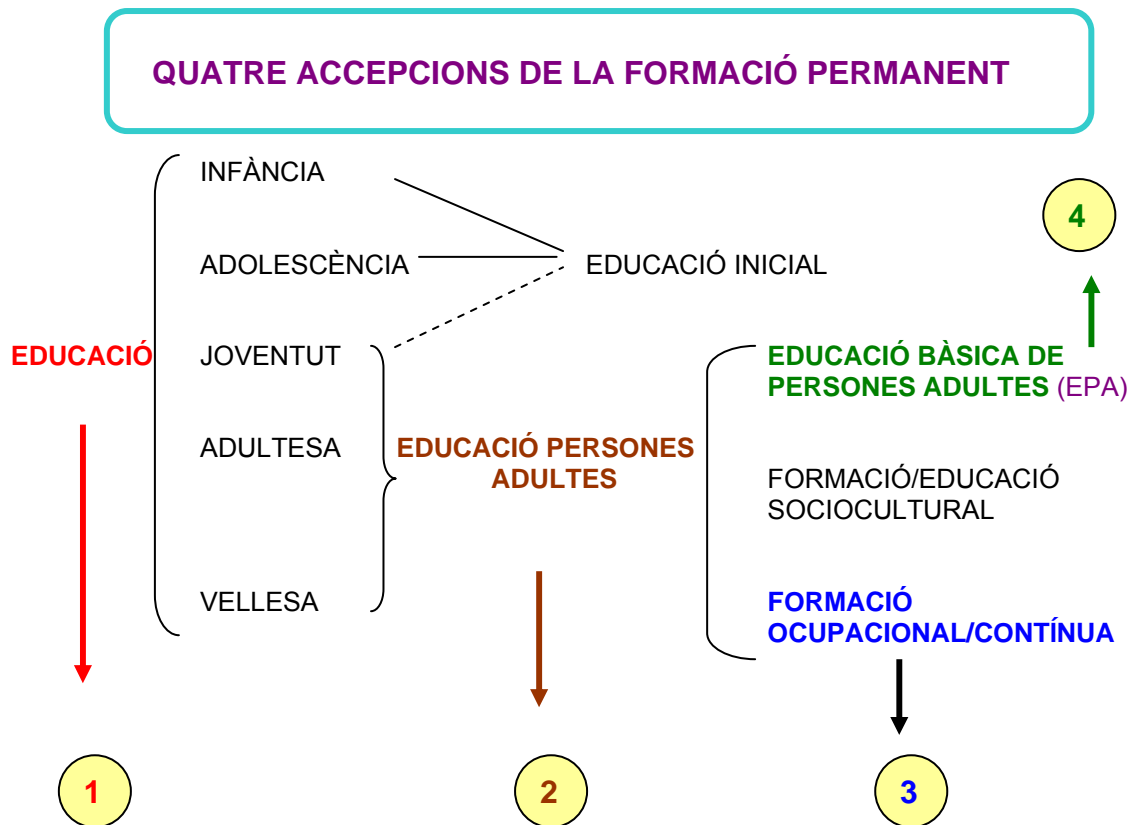 QUATRE ACCEPCIONS DE LA FORMACIÓ PERMANENT
INFÀNCIA
4
ADOLESCÈNCIA
EDUCACIÓ INICIAL
EDUCACIÓ
JOVENTUT
EDUCACIÓ BÀSICA DE
PERSONES ADULTES (EPA)
ADULTESA
EDUCACIÓ PERSONES
ADULTES
FORMACIÓ/EDUCACIÓ
SOCIOCULTURAL
VELLESA
FORMACIÓ
OCUPACIONAL/CONTÍNUA
1
2
3